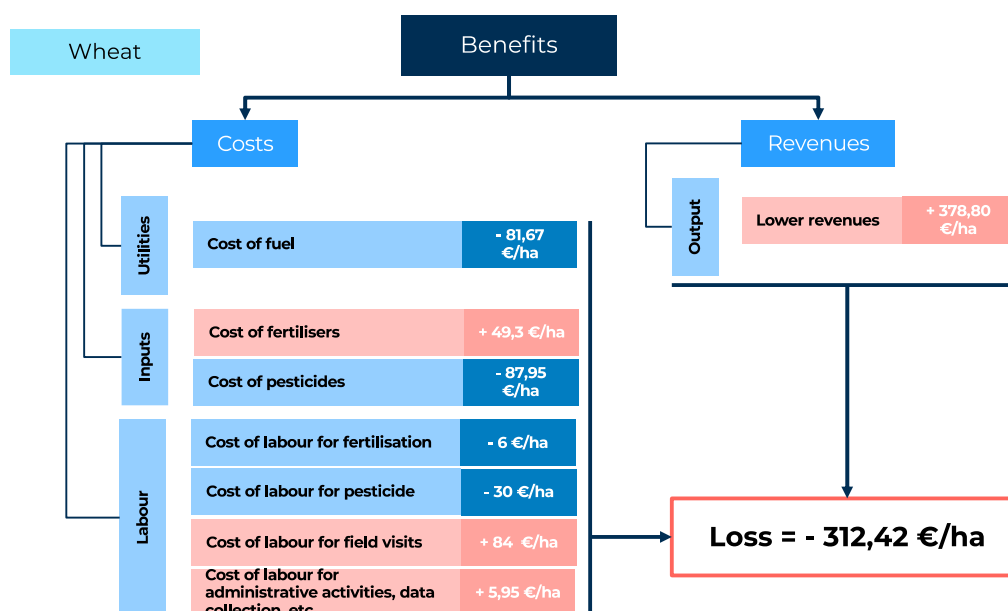 Wheat
Benefits
Costs
Revenues
Utilities
Cost of fuel
- 81,67
€/ha
Output
Lower revenues
+ 378,80
€/ha
Inputs
Cost of fertilisers
+ 49,3 €/ha
Cost of pesticides
- 87,95
€/ha
Labour
Cost of labour for fertilisation
- 6 €/ha
Cost of labour for pesticide
- 30 €/ha
Cost of labour for field visits
+ 84 €/ha
Cost of labour for
administrative activities, data
collection, etc
+ 5,95 €/ha
Loss = - 312,42 €/ha